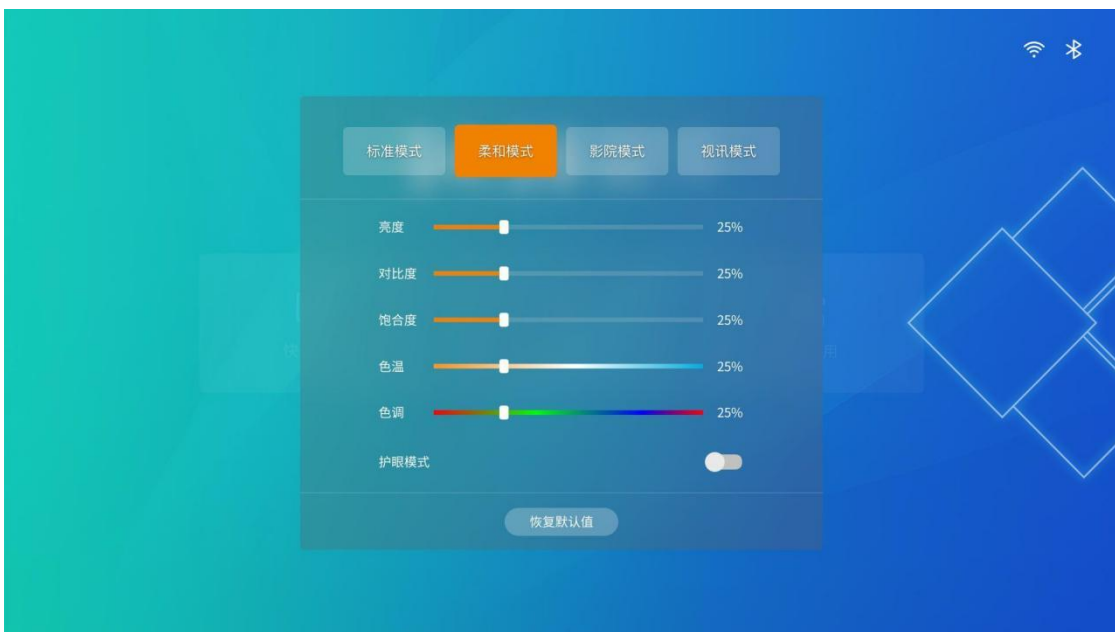 标准模式 柔和模式 影院模式 视讯模式
亮度 25%
对比度 25%
饱合度 25%
色温 25%
色调 25%
护眼模式
恢复默认值